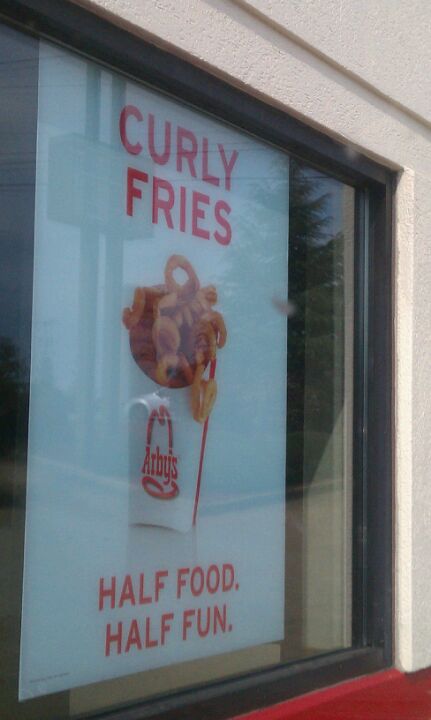 CURLY
FRIES
Arby's
HALF FOOD.
HALF FUN.